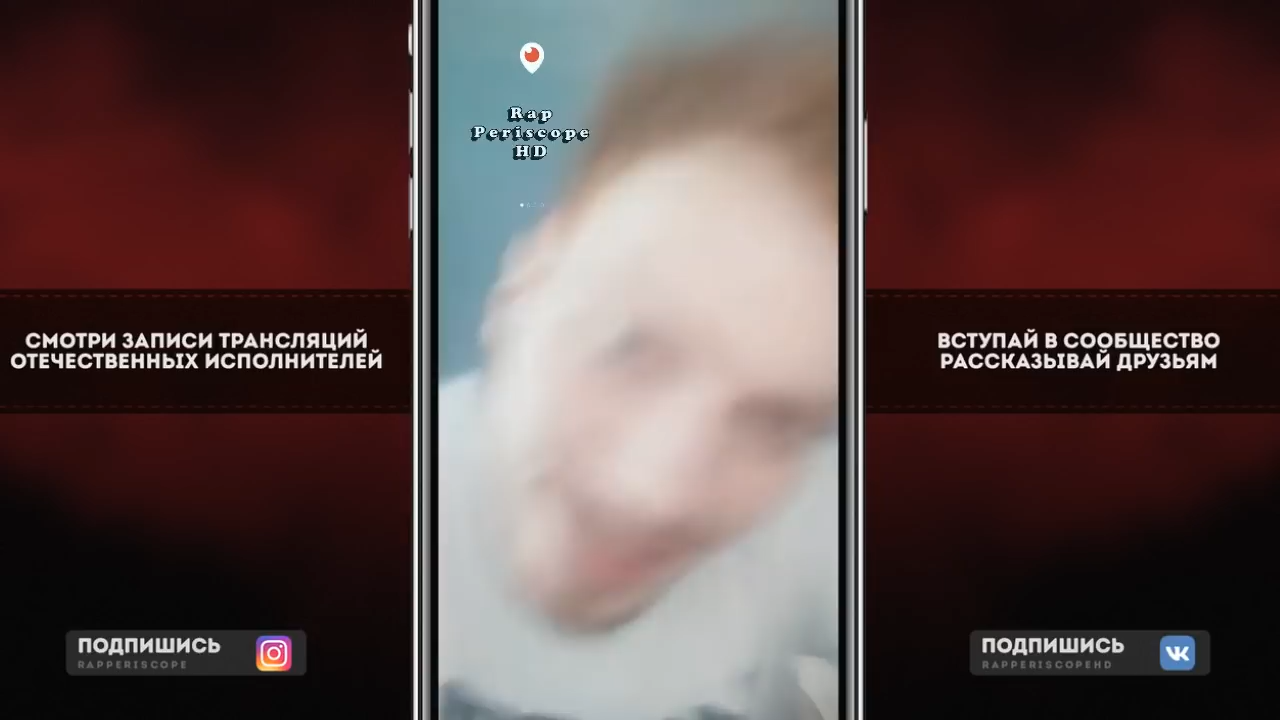 Rap
Periscope
HD
СМОТРИ ЗАПИСИ ТРАНСЛЯЦИЙ
ОТЕЧЕСТВЕННЫХ ИСПОЛНИТЕЛЕЙ
ВСТУПАЙ В СООБЩЕСТВО
РАССКАЗЫВАЙ ДРУЗЬЯМ
ПОДПИШИСЬ
RAPPERISCOPE
ПОДПИШИСЬ
RAPPERISCOPEHD